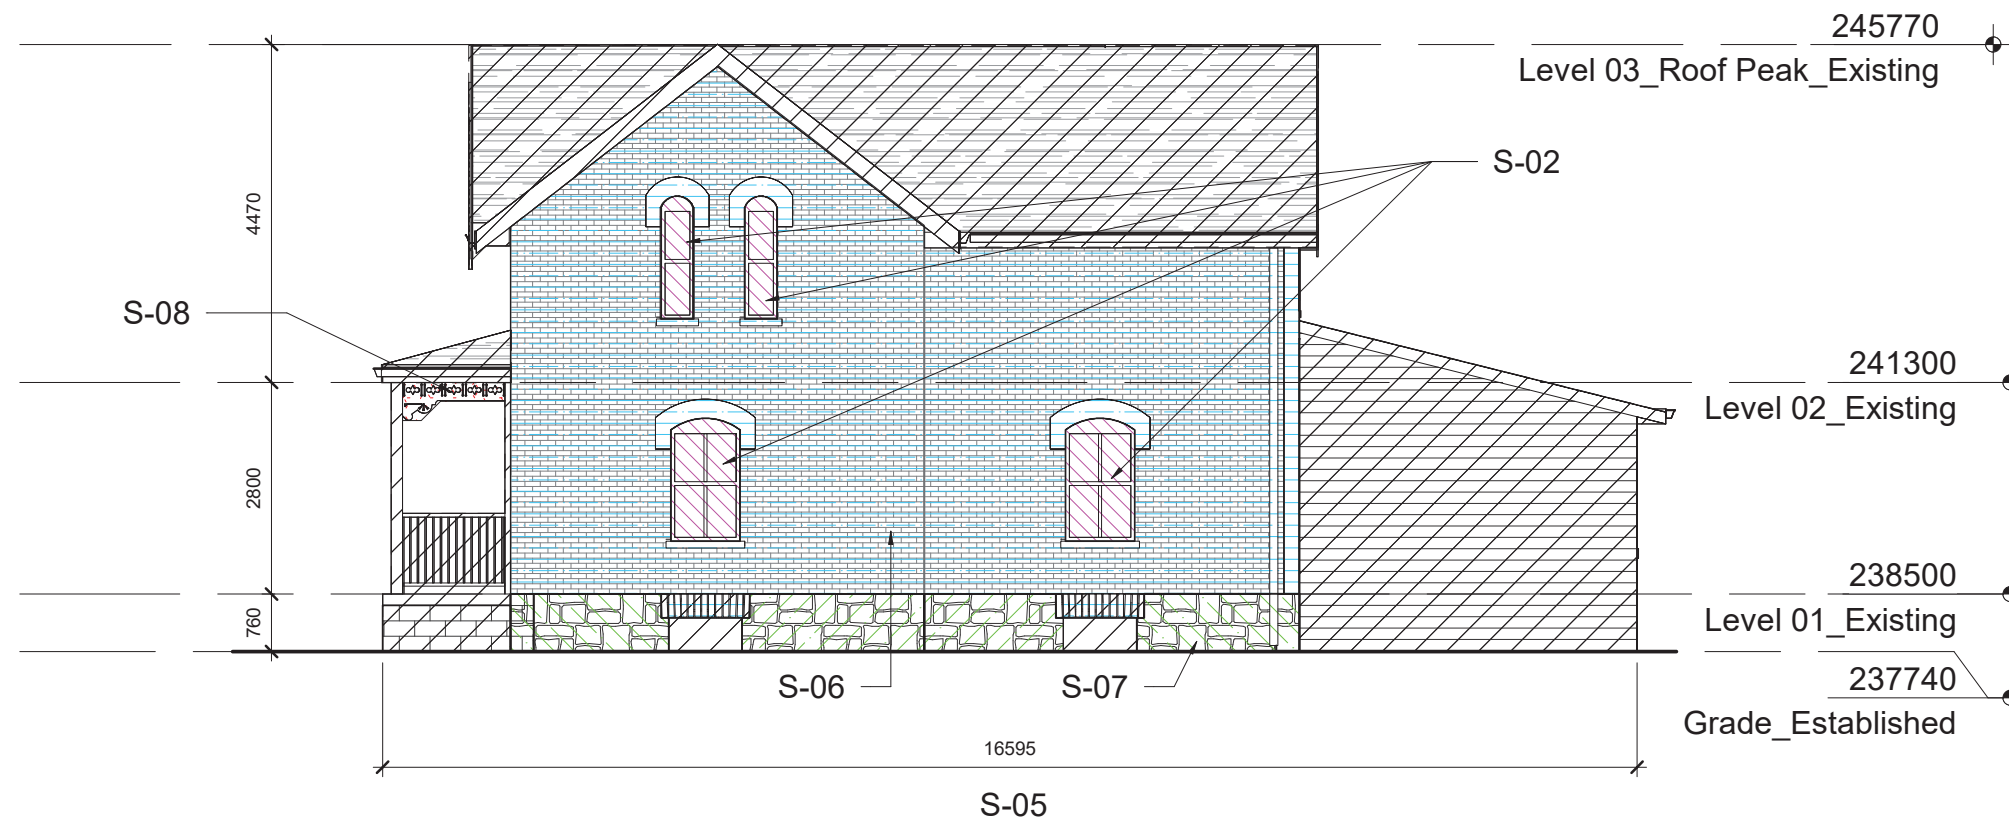 245770
Level 03_Roof Peak_Existing
S-02
4470
S-08
241300
Level 02_Existing
2800
238500
Level 01_Existing
760
S-06
S-07
237740
Grade_Established
16595
S-05